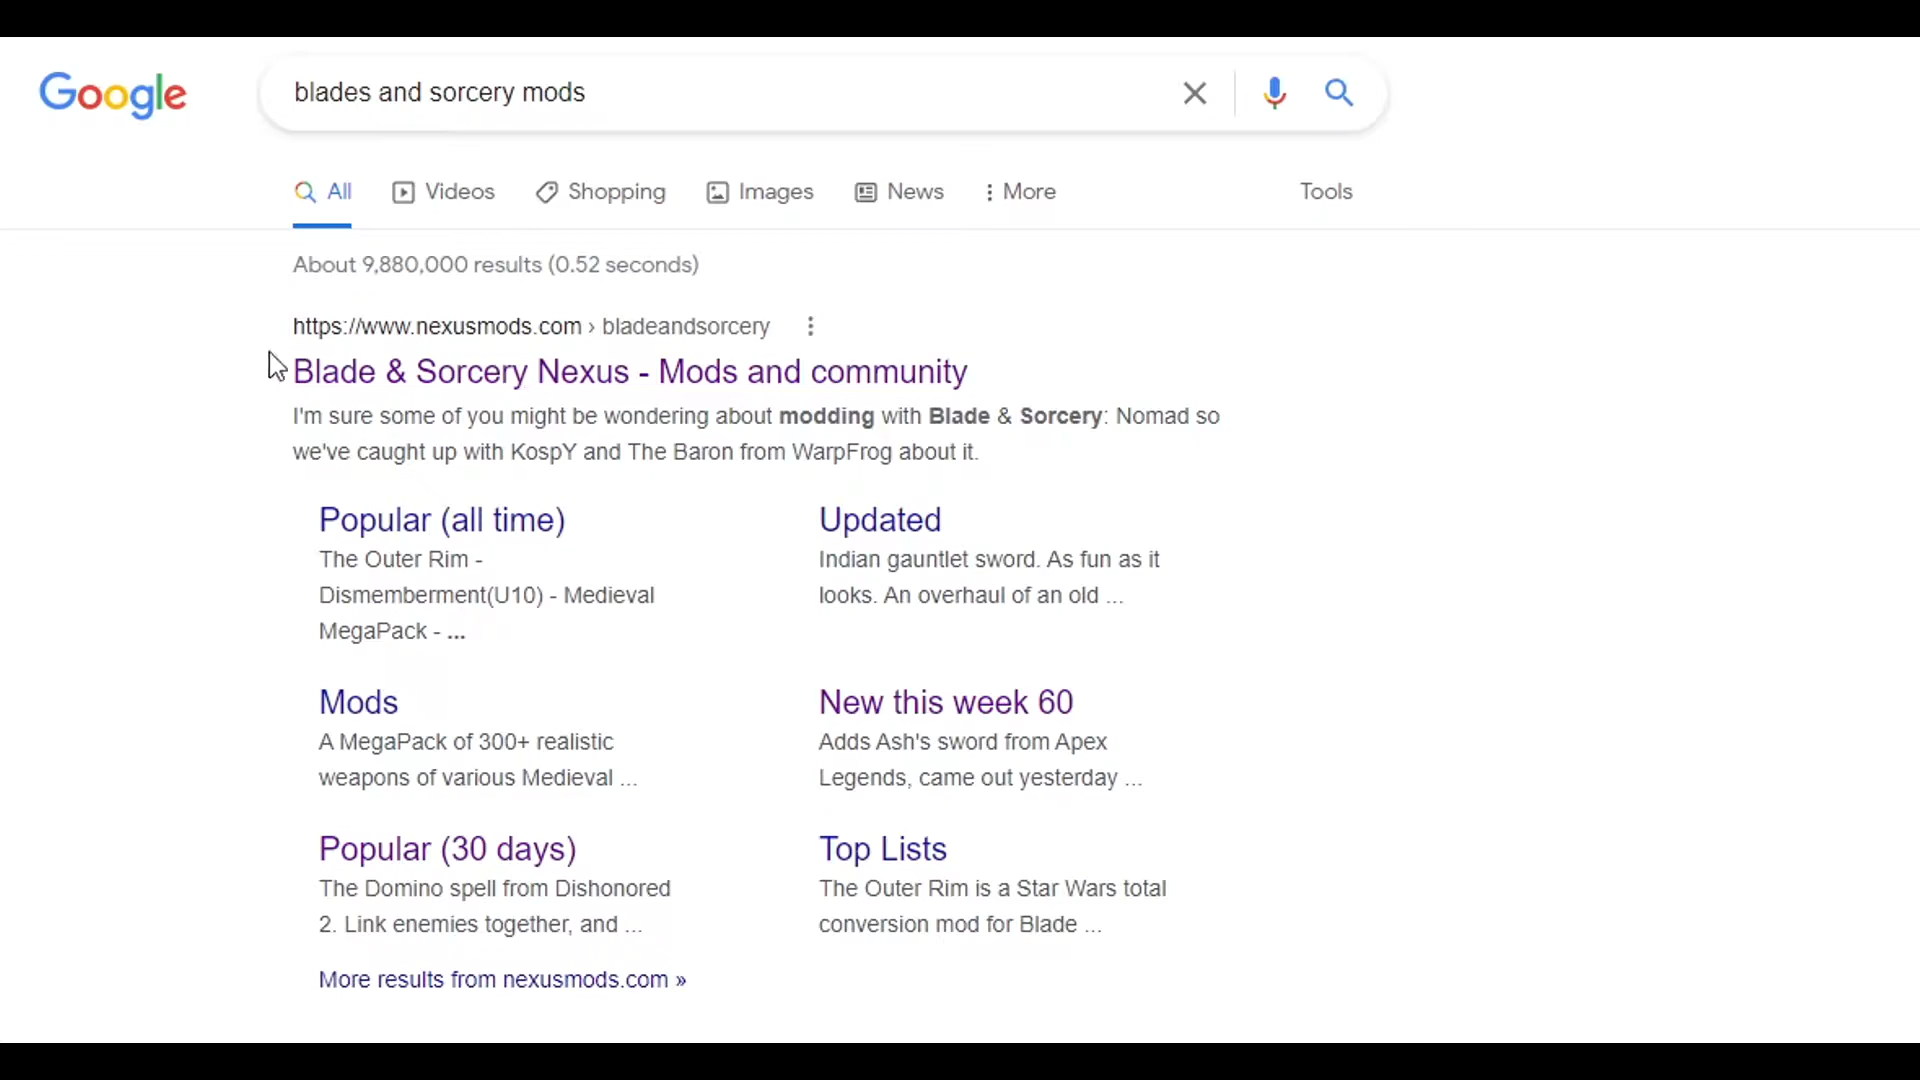 Google
blades and sorcery mods
All Videos Shopping Images News More Tools
About 9,880,000 results (0.52 seconds)
https://www.nexusmods.com › bladeandsorcery
Blade & Sorcery Nexus - Mods and community
I'm sure some of you might be wondering about modding with Blade & Sorcery: Nomad so
we've caught up with KospY and The Baron from WarpFrog about it.
Popular (all time)
The Outer Rim -
Dismemberment(U10) - Medieval
MegaPack - ...
Updated
Indian gauntlet sword. As fun as it
looks. An overhaul of an old ...
Mods
A MegaPack of 300+ realistic
weapons of various Medieval ...
New this week 60
Adds Ash's sword from Apex
Legends, came out yesterday ...
Popular (30 days)
The Domino spell from Dishonored
2. Link enemies together, and ...
Top Lists
The Outer Rim is a Star Wars total
conversion mod for Blade ...
More results from nexusmods.com »